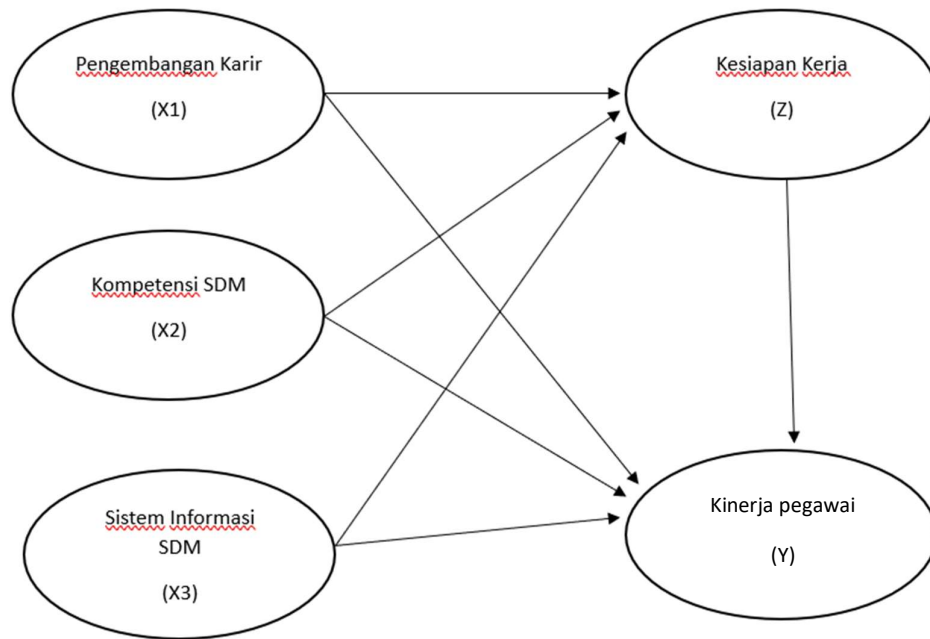 Pengembangan Karir
(X1)
Kesiapan Kerja
(Z)
Kompetensi SDM
(X2)
Sistem Informasi
SDM
(X3)
Kinerja pegawai
(Y)